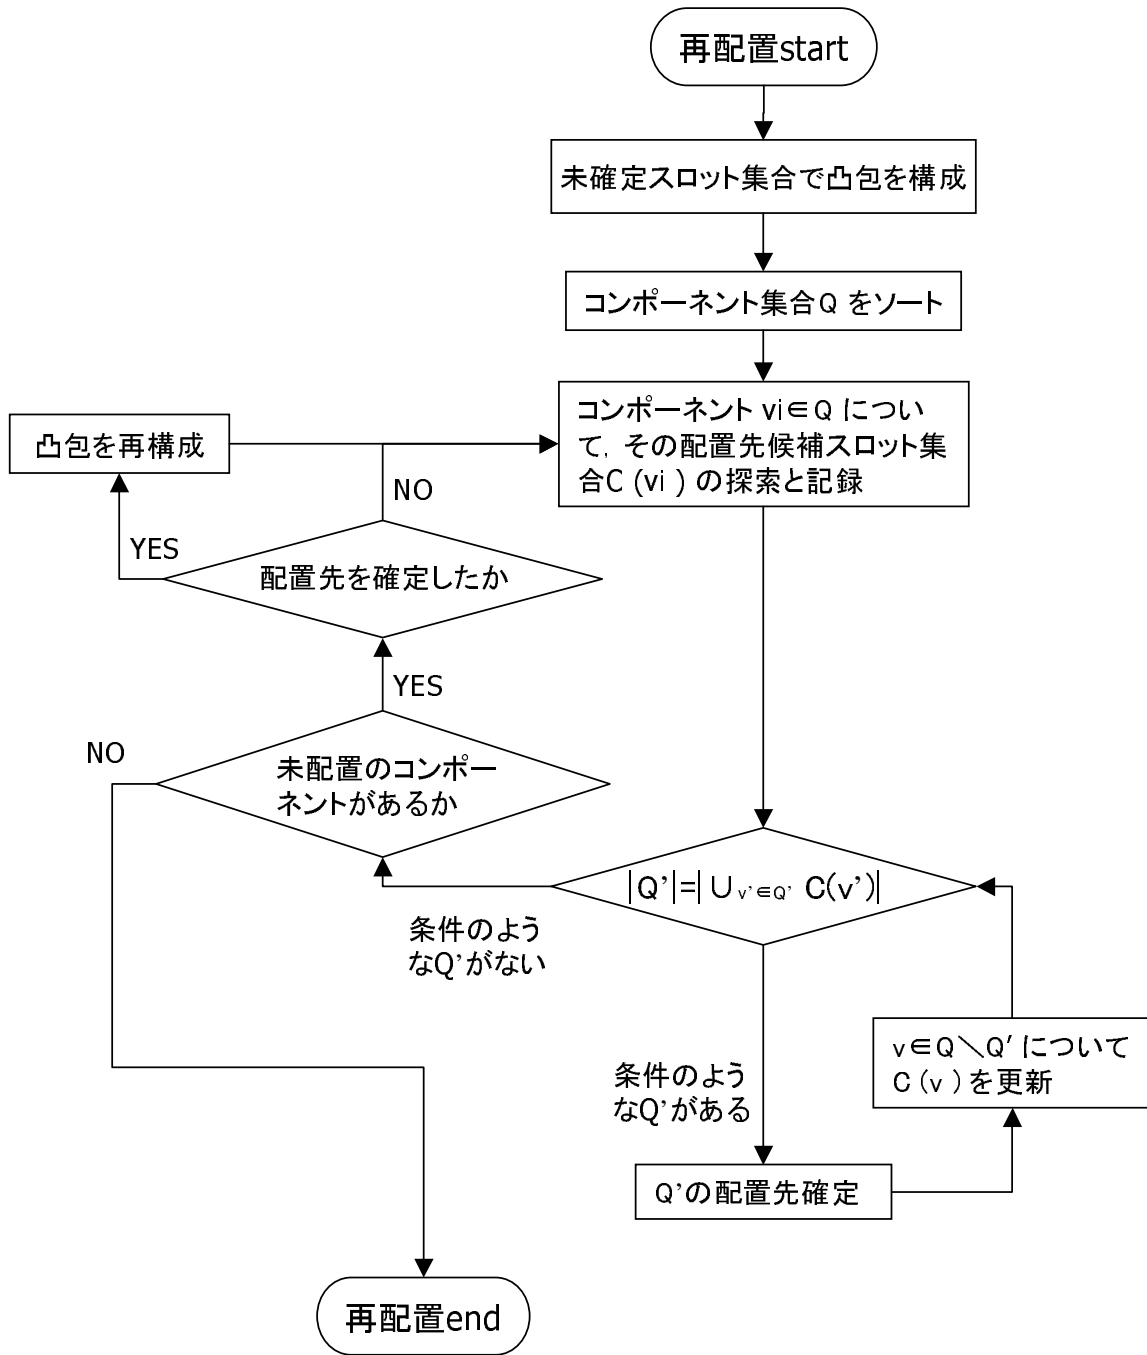 再配置start
未確定スロット集合で凸包を構成
コンポーネント集合Q をソート
コンポーネント vi∈Q につい
て, その配置先候補スロット集
合C (vi ) の探索と記録
凸包を再構成
NO
YES
配置先を確定したか
YES
NO
未配置のコンポー
ネントがあるか
|Q'|=| ∪v'∈Q' C(v')|
条件のよう
なQ'がない
条件のよう
なQ'がある
v∈Q＼Q' について
C (v ) を更新
Q'の配置先確定
再配置end